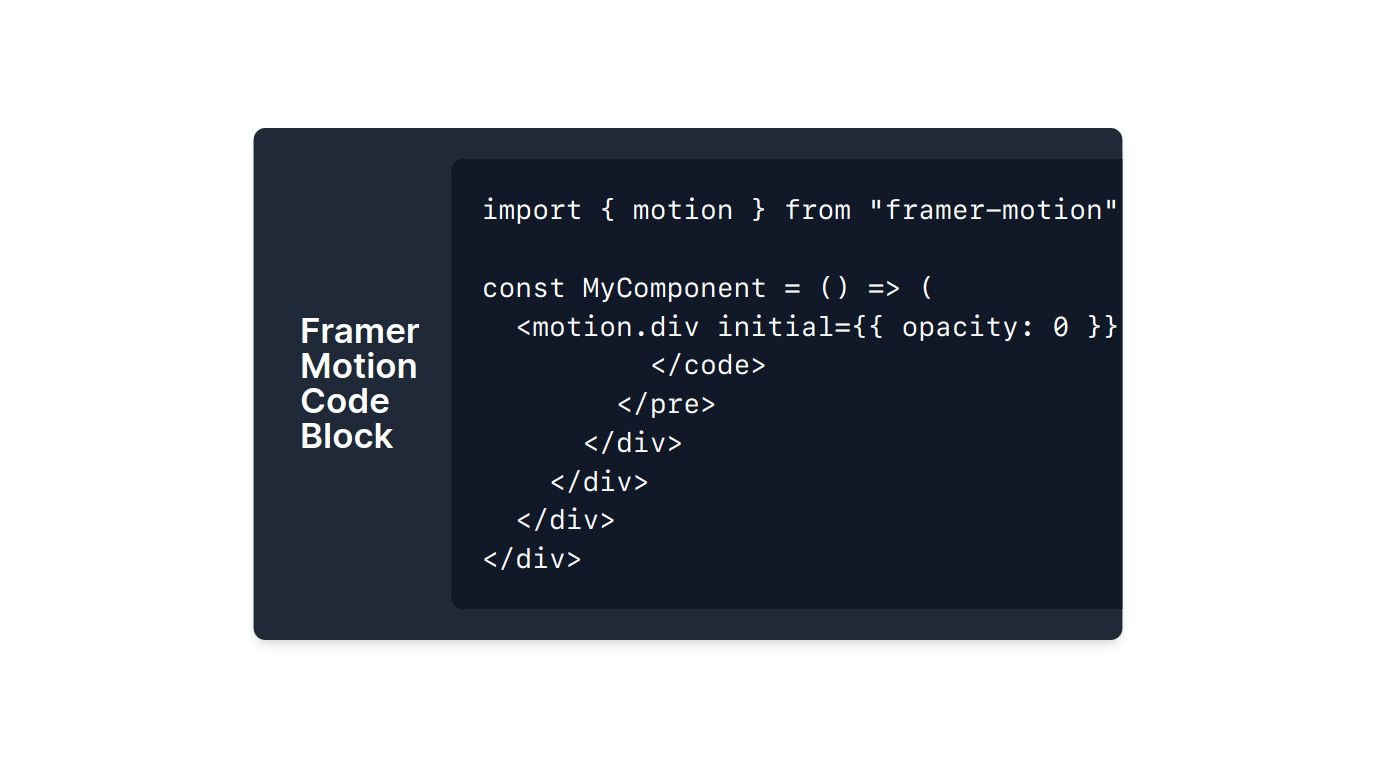 Framer
Motion
Code
Block
import { motion } from "framer-motion"

const MyComponent = () => (
  <motion.div initial={{ opacity: 0 }}
          </code>
        </pre>
      </div>
    </div>
  </div>
</div>